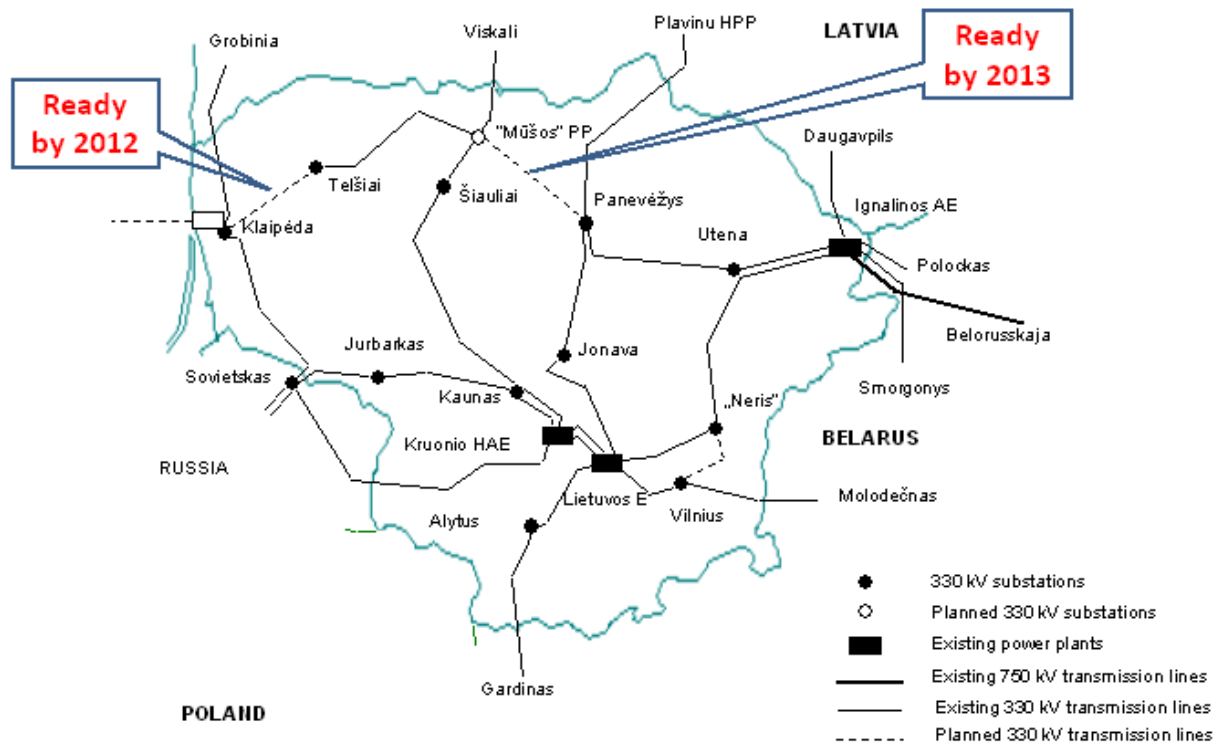 Grobinia
Viskali
Plavinu HPP
LATVIA
Ready
by 2013
Ready
by 2012
"Mūšos" PP
Daugavpils
Telšiai
Šiauliai
Panevėžys
Ignalinos AE
Klaipėda
Utena
Polockas
Belorusskaja
Jurbarkas
Jonava
Sovietskas
Smorgonys
Kaunas
„Neris"
Kruonio HAE
BELARUS
RUSSIA
Lietuvos E
Molodečnas
Vilnius
Alytus
330 kV substations
Planned 330 kV substations
Existing power plants
Gardinas
Existing 750 kV transmission lines
POLAND
Existing 330 kV transmission lines
Planned 330 kV transmission lines